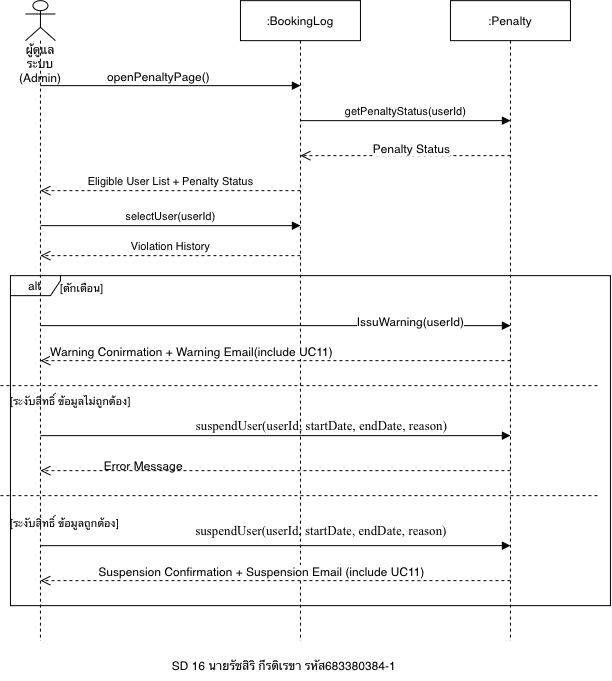 :BookingLog
:Penalty
ผู้ดูแล
ระบบ
(Admin)
openPenaltyPage()
getPenaltyStatus(userId)
Penalty Status
Eligible User List + Penalty Status
selectUser(userId)
Violation History
alt
[ตักเตือน]
IssuWarning(userId)
Warning Conirmation + Warning Email(include UC11)
[ระงับสิทธิ์ ข้อมูลไม่ถูกต้อง]
suspendUser(userId, startDate, endDate, reason)
Error Message
[ระงับสิทธิ์ ข้อมูลถูกต้อง]
suspendUser(userId, startDate, endDate, reason)
Suspension Confirmation + Suspension Email (include UC11)
SD 16 นายรัชสิริ กีรติเรขา รหัส683380384-1